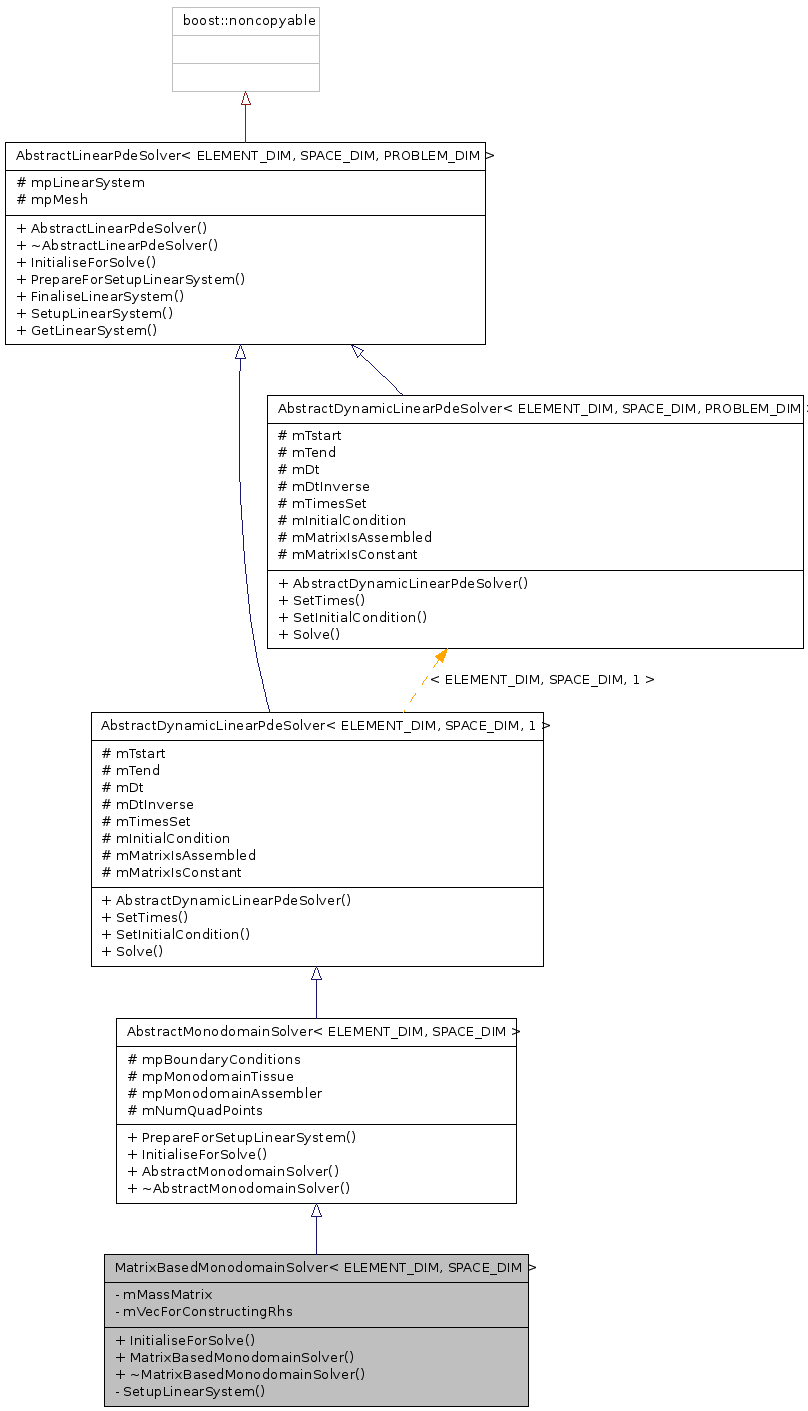 boost::noncopyable
AbstractLinearPdeSolver< ELEMENT_DIM, SPACE_DIM, PROBLEM_DIM >
# mpLinearSystem
# mpMesh
+ AbstractLinearPdeSolver()
+ ~AbstractLinearPdeSolver()
+ InitialiseForSolve()
+ PrepareForSetupLinearSystem()
+ FinaliseLinearSystem()
+ SetupLinearSystem()
+ GetLinearSystem()
AbstractDynamicLinearPdeSolver< ELEMENT_DIM, SPACE_DIM, PROBLEM_DIM >
# mTstart
# mTend
# mDt
# mDtInverse
# mTimesSet
# mInitialCondition
# mMatrixIsAssembled
# mMatrixIsConstant
+ AbstractDynamicLinearPdeSolver()
+ SetTimes()
+ SetInitialCondition()
+ Solve()
< ELEMENT_DIM, SPACE_DIM, 1 >
AbstractDynamicLinearPdeSolver< ELEMENT_DIM, SPACE_DIM, 1 >
# mTstart
# mTend
# mDt
# mDtInverse
# mTimesSet
# mInitialCondition
# mMatrixIsAssembled
# mMatrixIsConstant
+ AbstractDynamicLinearPdeSolver()
+ SetTimes()
+ SetInitialCondition()
+ Solve()
AbstractMonodomainSolver< ELEMENT_DIM, SPACE_DIM >
# mpBoundaryConditions
# mpMonodomainTissue
# mpMonodomainAssembler
# mNumQuadPoints
+ PrepareForSetupLinearSystem()
+ InitialiseForSolve()
+ AbstractMonodomainSolver()
+ ~AbstractMonodomainSolver()
MatrixBasedMonodomainSolver< ELEMENT_DIM, SPACE_DIM >
- mMassMatrix
- mVecForConstructingRhs
+ InitialiseForSolve()
+ MatrixBasedMonodomainSolver()
+ ~MatrixBasedMonodomainSolver()
- SetupLinearSystem()